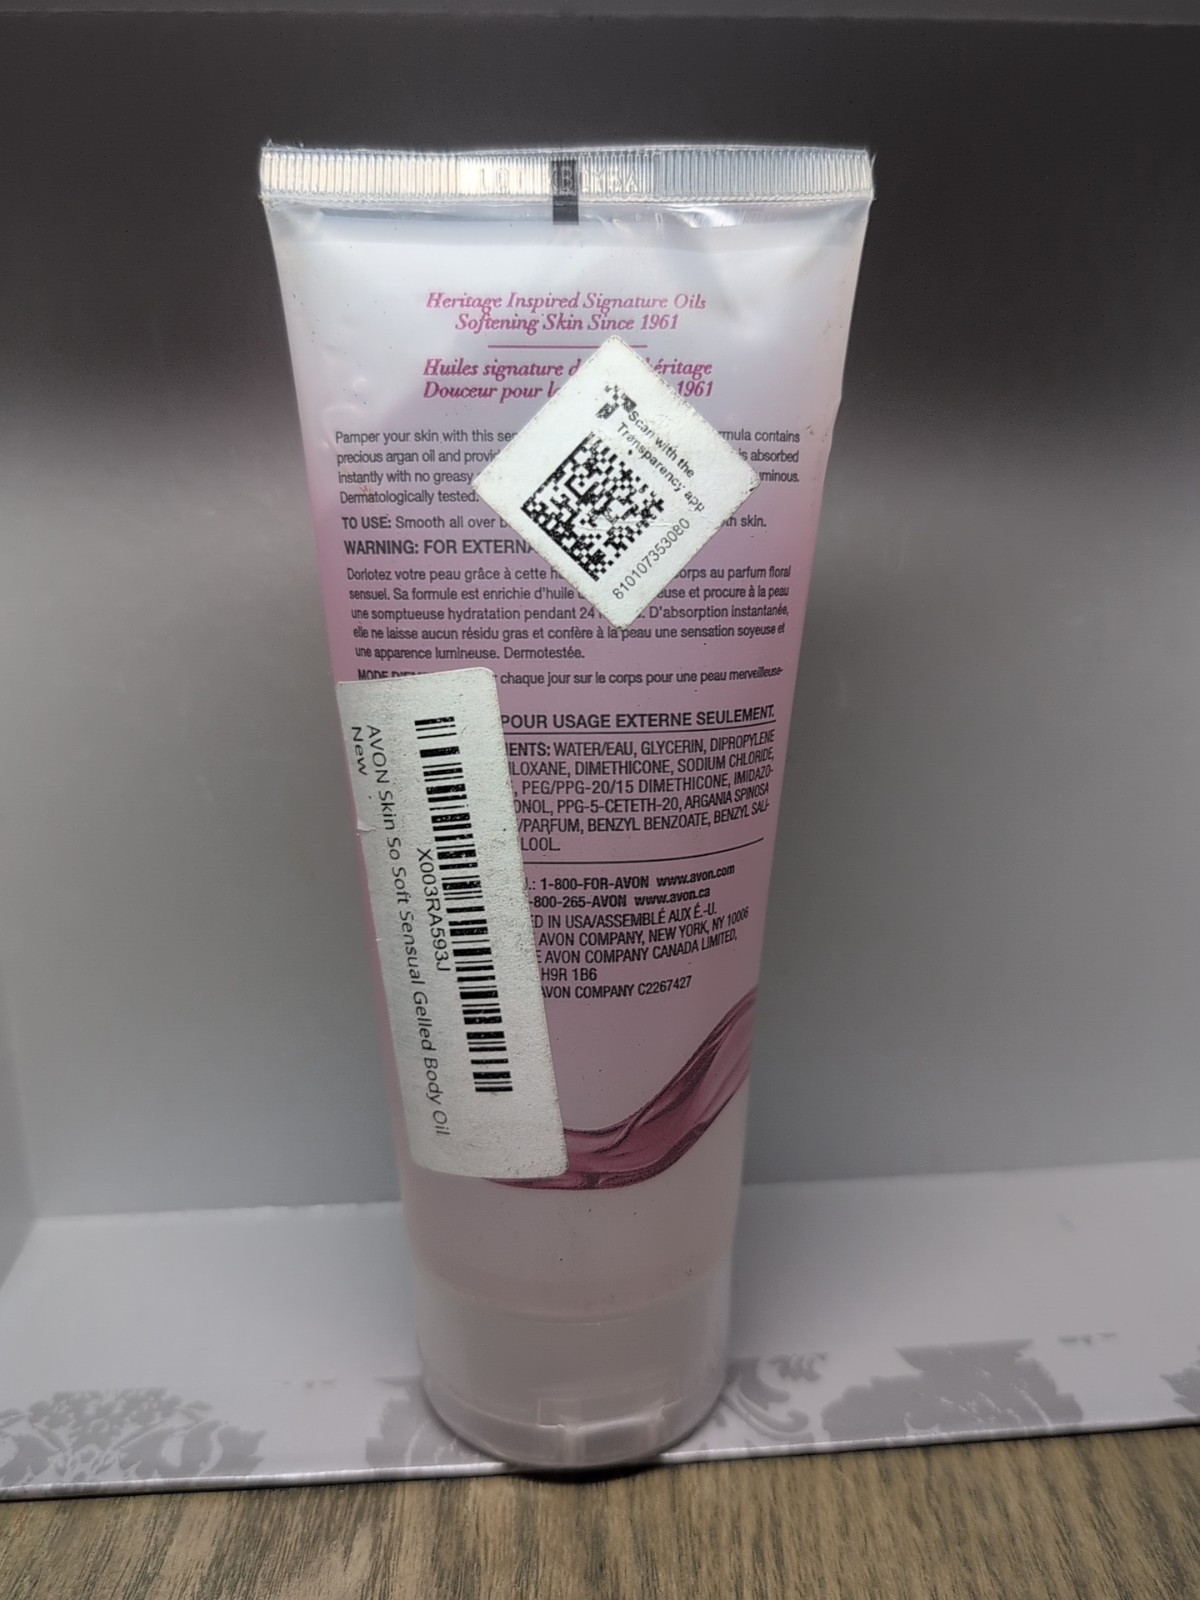 Heritage Inspired Signature Oils
Softening Skin Since 1961
Huiles signature d héritage
Douceur pour l 1961
Scan with the
Transparency app
610107353080
Pamper your skin with this sen rmula contains
precious argan oil and provid is absorbed
instantly with no greasy minous.
Dermatologically tested.
TO USE: Smooth all over b th skin.
WARNING: FOR EXTERNA
Dorlotez votre peau grâce à cette h corps au parfum floral
sensuel. Sa formule est enrichie d'huile use et procure à la peau
une somptueuse hydratation pendant 24 D'absorption instantanée,
elle ne laisse aucun résidu gras et confère à la peau une sensation soyeuse et
une apparence lumineuse. Dermotestée.
MODE D'EM chaque jour sur le corps pour une peau merveilleuse-
POUR USAGE EXTERNE SEULEMENT.
IENTS: WATER/EAU, GLYCERIN, DIPROPYLENE
ILOXANE, DIMETHICONE, SODIUM CHLORIDE,
, PEG/PPG-20/15 DIMETHICONE, IMIDAZO-
ONOL, PPG-5-CETETH-20, ARGANIA SPINOSA
/PARFUM, BENZYL BENZOATE, BENZYL SALI-
LOOL.
.: 1-800-FOR-AVON www.avon.com
-800-265-AVON www.avon.ca
ED IN USA/ASSEMBLÉ AUX É.-U.
AVON COMPANY, NEW YORK, NY 10006
E AVON COMPANY CANADA LIMITED,
H9R 1B6
AVON COMPANY C2267427
X003RA593J
AVON Skin So Soft Sensual Gelled Body Oil
New